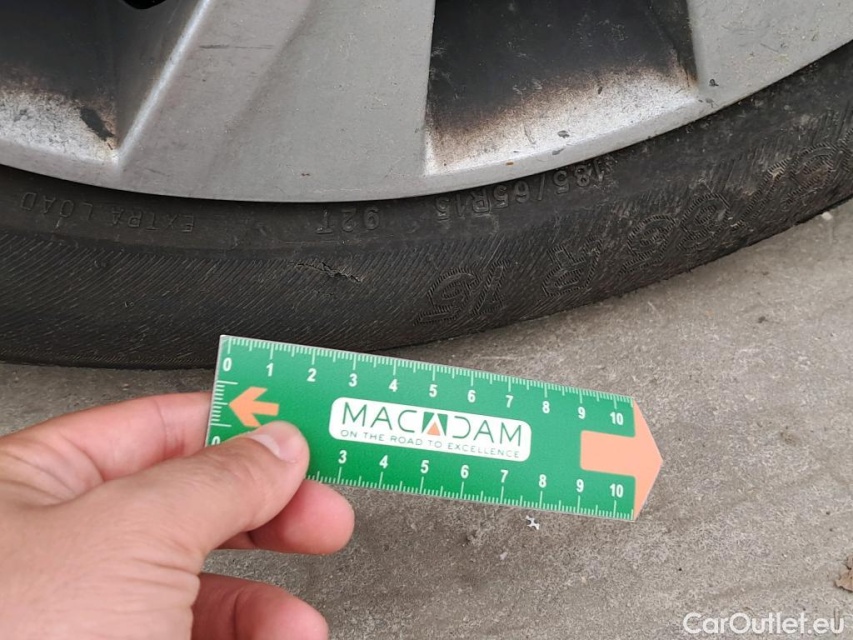 EXTRA LOAD
92T
185/65R15
0 1 2 3 4 5 6 7 8 9 10
MACADAM
ON THE ROAD TO EXCELLENCE
0 3 4 5 6 7 8 9 10
CarOutlet.eu